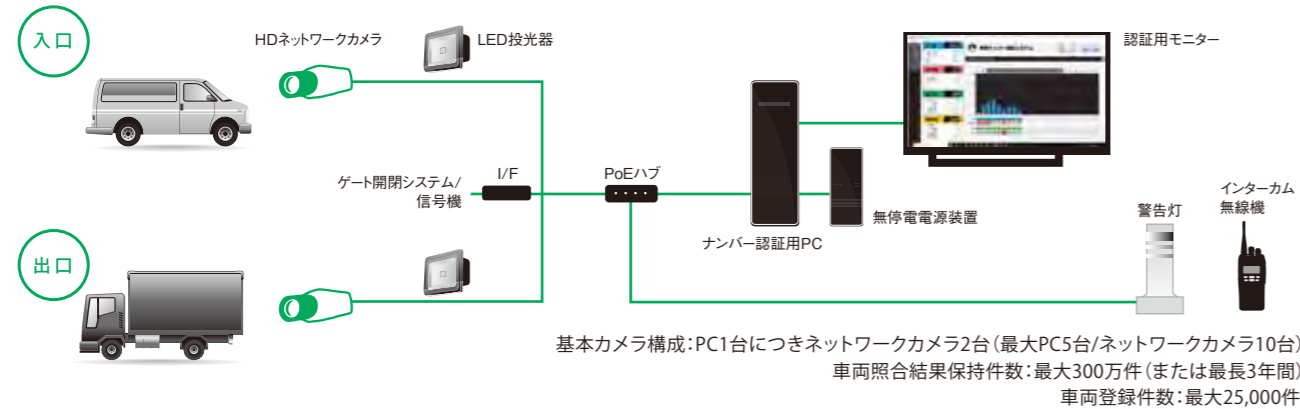 入口
HDネットワークカメラ
LED投光器
認証用モニター
ゲート開閉システム/
信号機
I/F
PoEハブ
無停電電源装置
ナンバー認証用PC
警告灯
インターカム
無線機
出口
基本カメラ構成：PC1台につきネットワークカメラ2台（最大PC5台/ネットワークカメラ10台）
車両照合結果保持件数：最大300万件（または最長3年間）
車両登録件数：最大25,000件